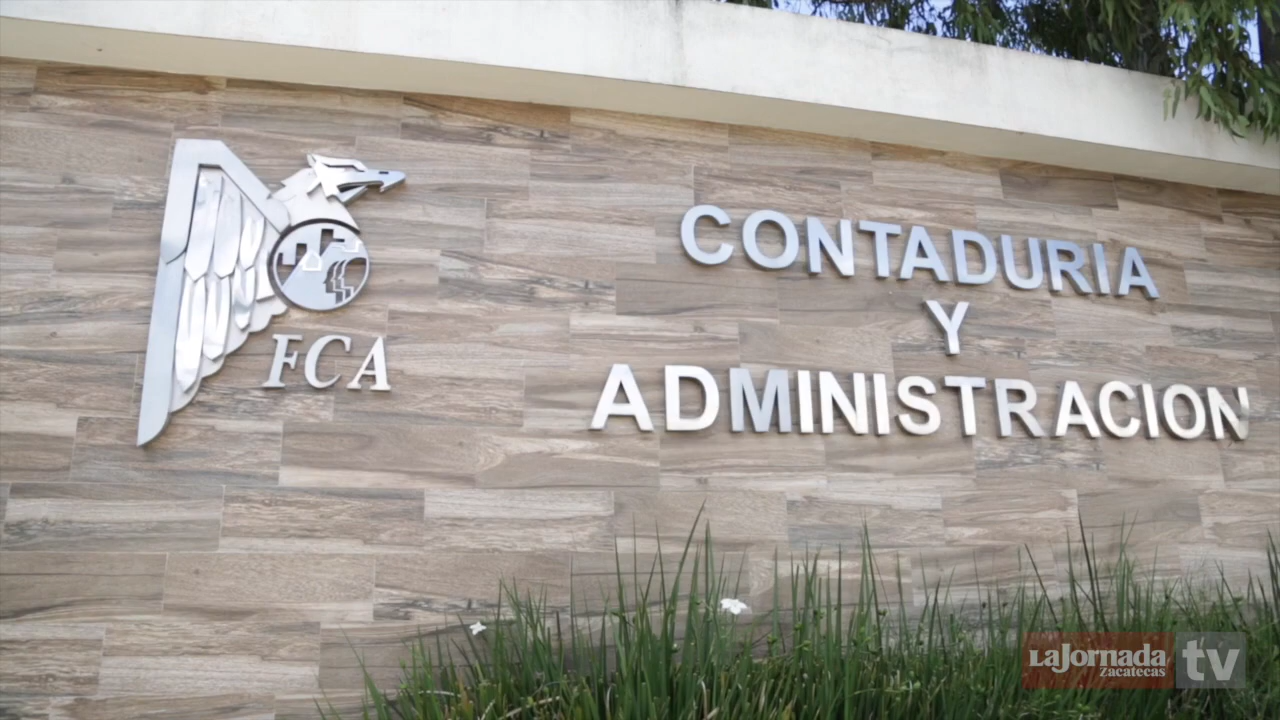 FCA
CONTADURIA
Y
ADMINISTRACION
LaJornada
Zacatecas
tv